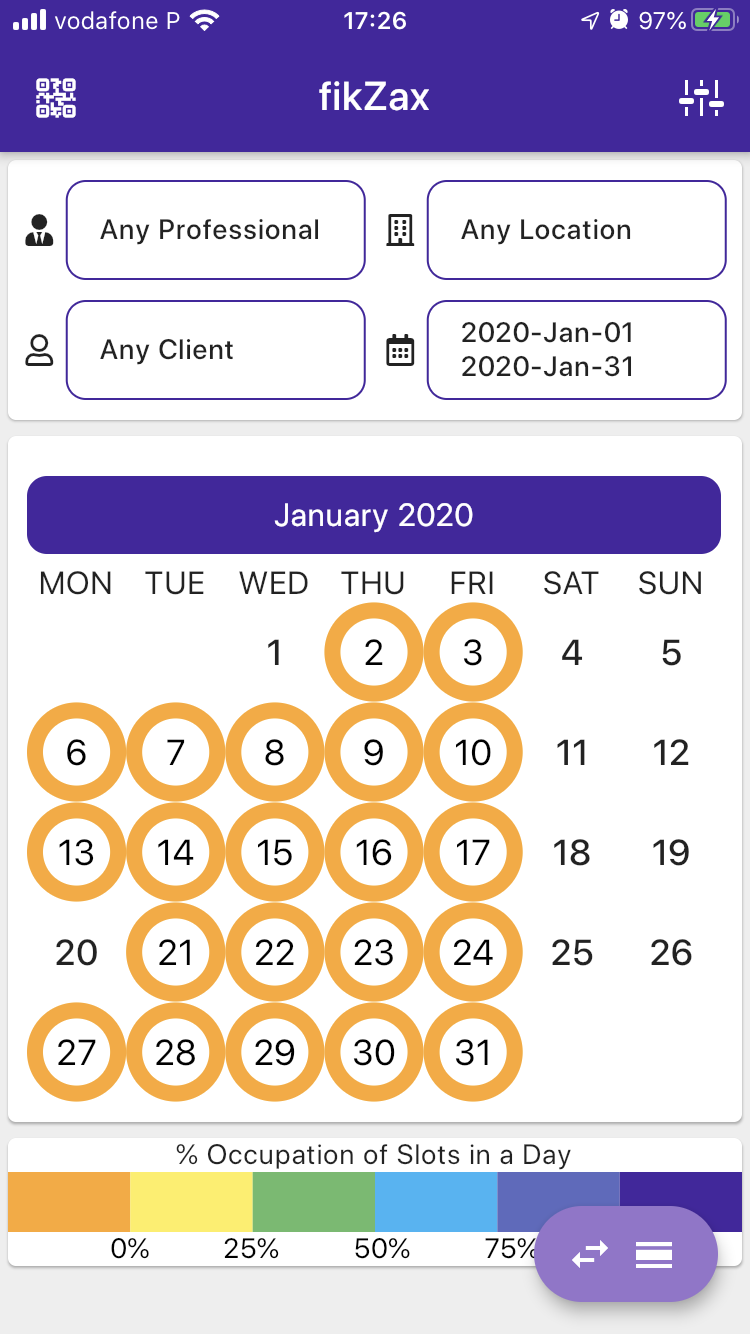 vodafone P 17:26 97%
fikZax
Any Professional Any Location
Any Client 2020-Jan-01
2020-Jan-31
January 2020
MON TUE WED THU FRI SAT SUN
1 2 3 4 5
6 7 8 9 10 11 12
13 14 15 16 17 18 19
20 21 22 23 24 25 26
27 28 29 30 31
% Occupation of Slots in a Day
0% 25% 50% 75%